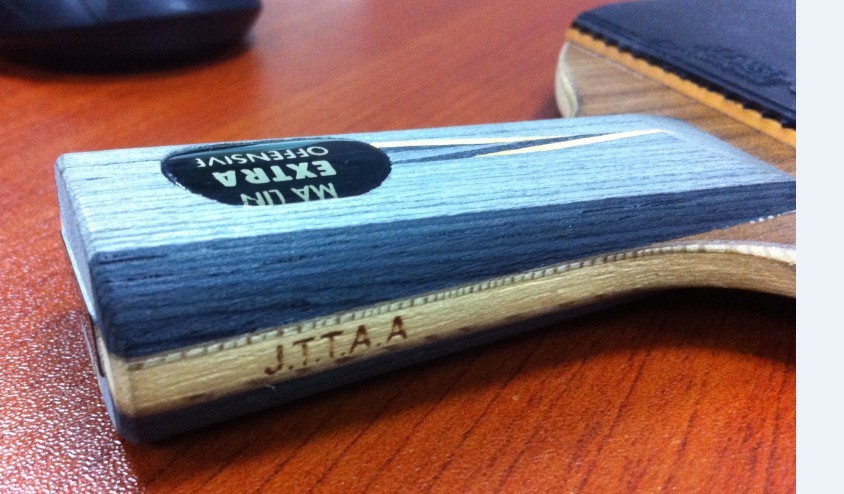 MA LIN
EXTRA
OFFENSIVE
J.T.T.A.A